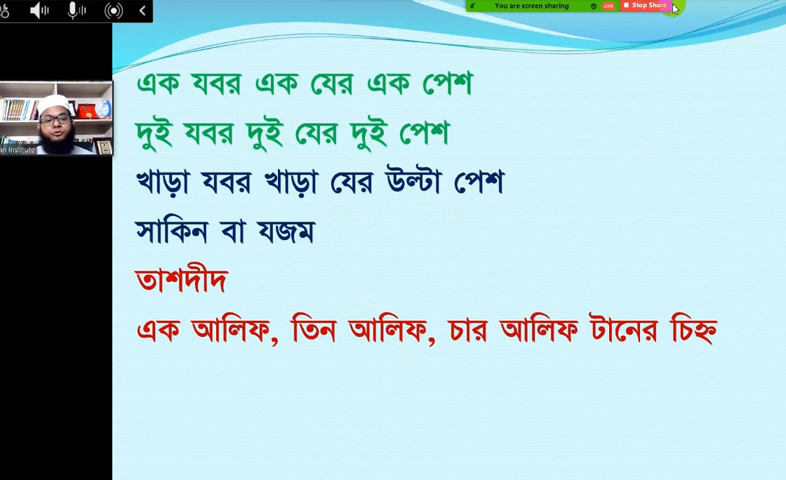 You are screen sharing LIVE Stop Share
এক যবর এক যের এক পেশ
দুই যবর দুই যের দুই পেশ
খাড়া যবর খাড়া যের উল্টা পেশ
সাকিন বা যজম
তাশদীদ
এক আলিফ, তিন আলিফ, চার আলিফ টানের চিহ্ন
Institute